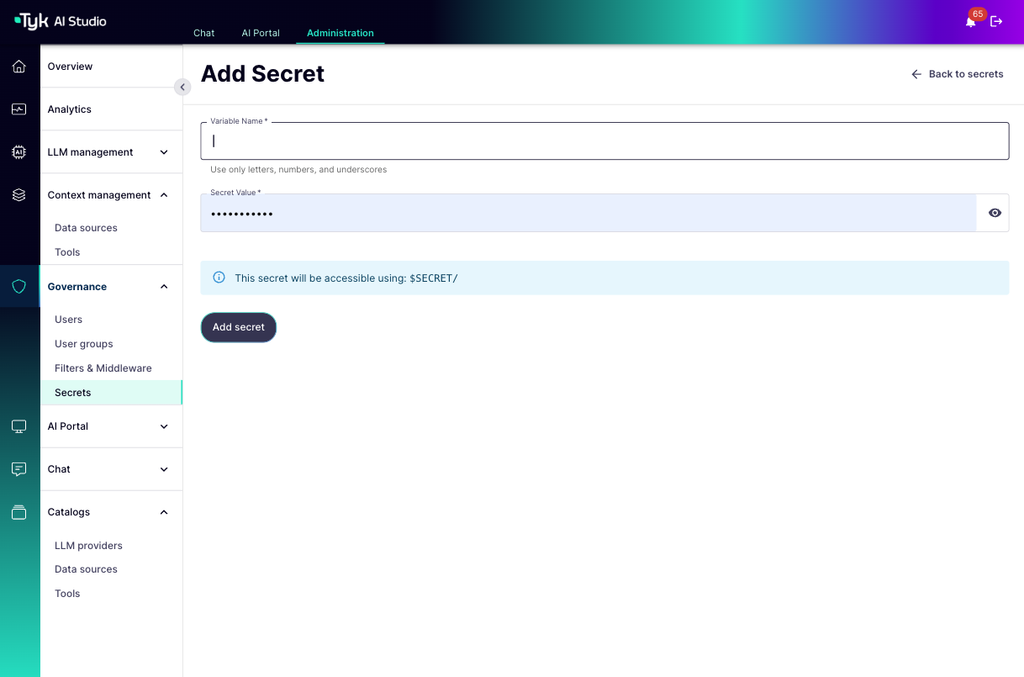 Tyk AI Studio
Chat AI Portal Administration
65
Overview
Analytics
LLM management
Context management
Data sources
Tools
Governance
Users
User groups
Filters & Middleware
Secrets
AI Portal
Chat
Catalogs
LLM providers
Data sources
Tools
Add Secret
Back to secrets
Variable Name *
Use only letters, numbers, and underscores
Secret Value *
•••••••••••
This secret will be accessible using: $SECRET/
Add secret